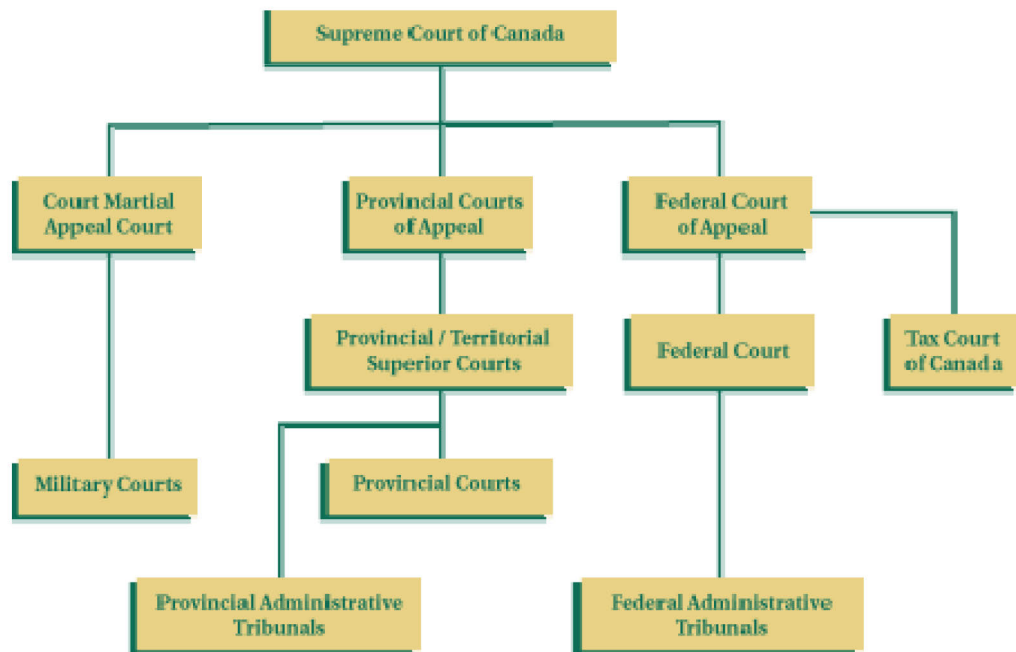 Supreme Court of Canada
Court Martial
Appeal Court
Provincial Courts
of Appeal
Federal Court
of Appeal
Provincial / Territorial
Superior Courts
Federal Court
Tax Court
of Canada
Military Courts
Provincial Courts
Provincial Administrative
Tribunals
Federal Administrative
Tribunals